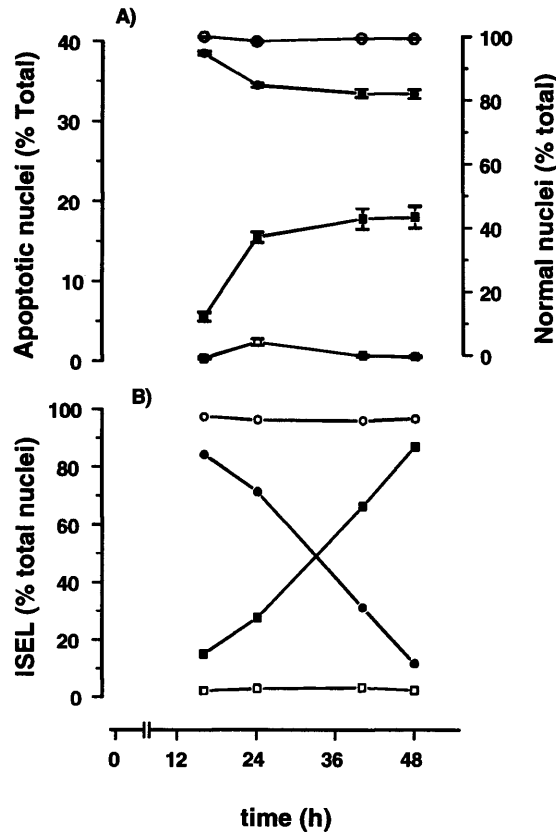 A)
40
30
20
10
0
Apoptotic nuclei (% Total)
100
80
60
40
20
0
Normal nuclei (% total)
B)
100
80
60
40
20
0
ISEL (% total nuclei)
0 12 24 36 48
time (h)